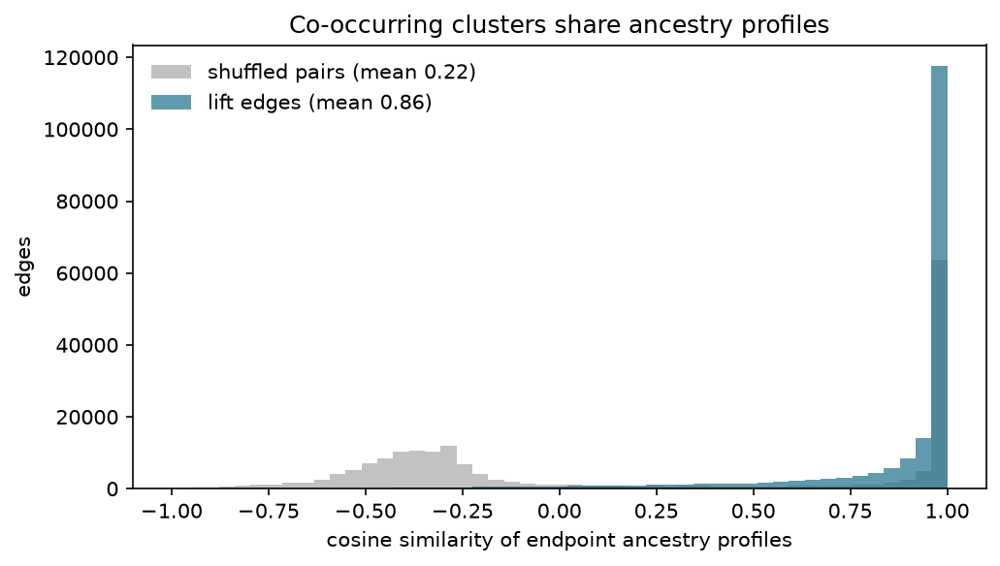 Co-occurring clusters share ancestry profiles
shuffled pairs (mean 0.22)
lift edges (mean 0.86)
edges
120000
100000
80000
60000
40000
20000
0
−1.00 −0.75 −0.50 −0.25 0.00 0.25 0.50 0.75 1.00
cosine similarity of endpoint ancestry profiles